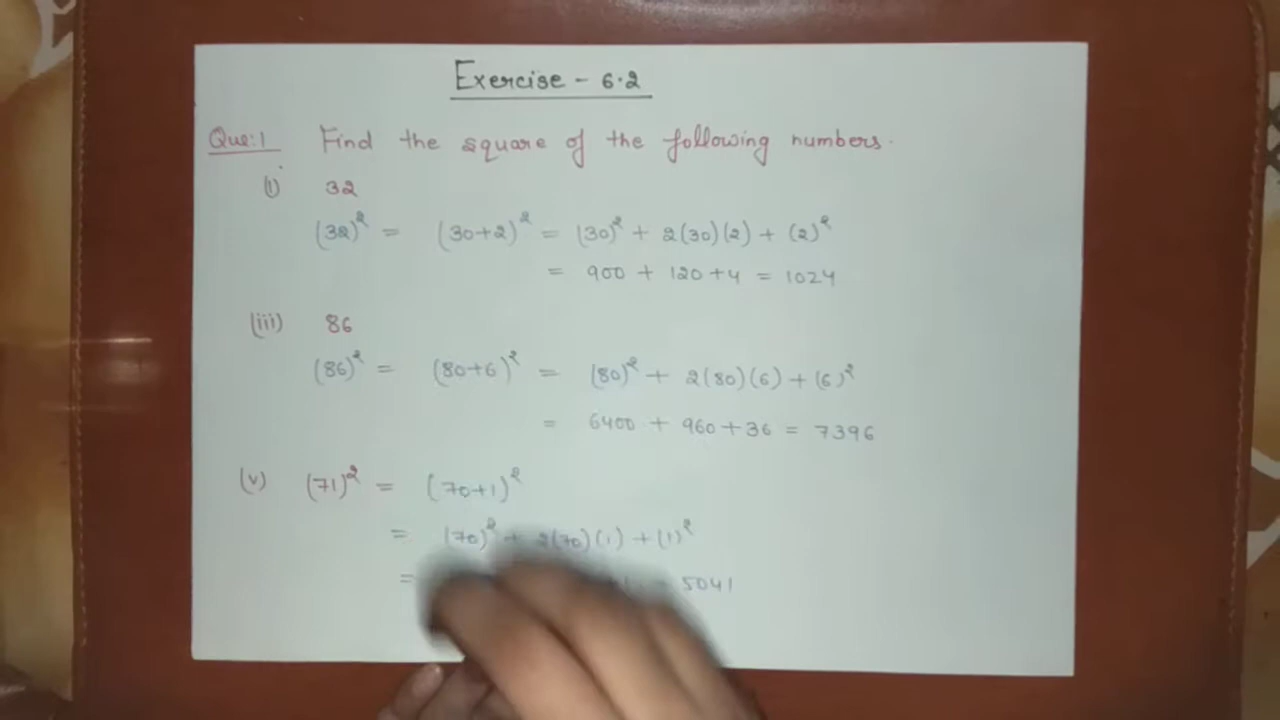 Exercise - 6.2
Que:1 Find the square of the following numbers.
(i) 32
(32)² = (30+2)² = (30)² + 2(30)(2) + (2)²
= 900 + 120 + 4 = 1024
(iii) 86
(86)² = (80+6)² = (80)² + 2(80)(6) + (6)²
= 6400 + 960 + 36 = 7396
(v) (71)² = (70+1)²
= (70)² + 2(70)(1) + (1)²
= 5041